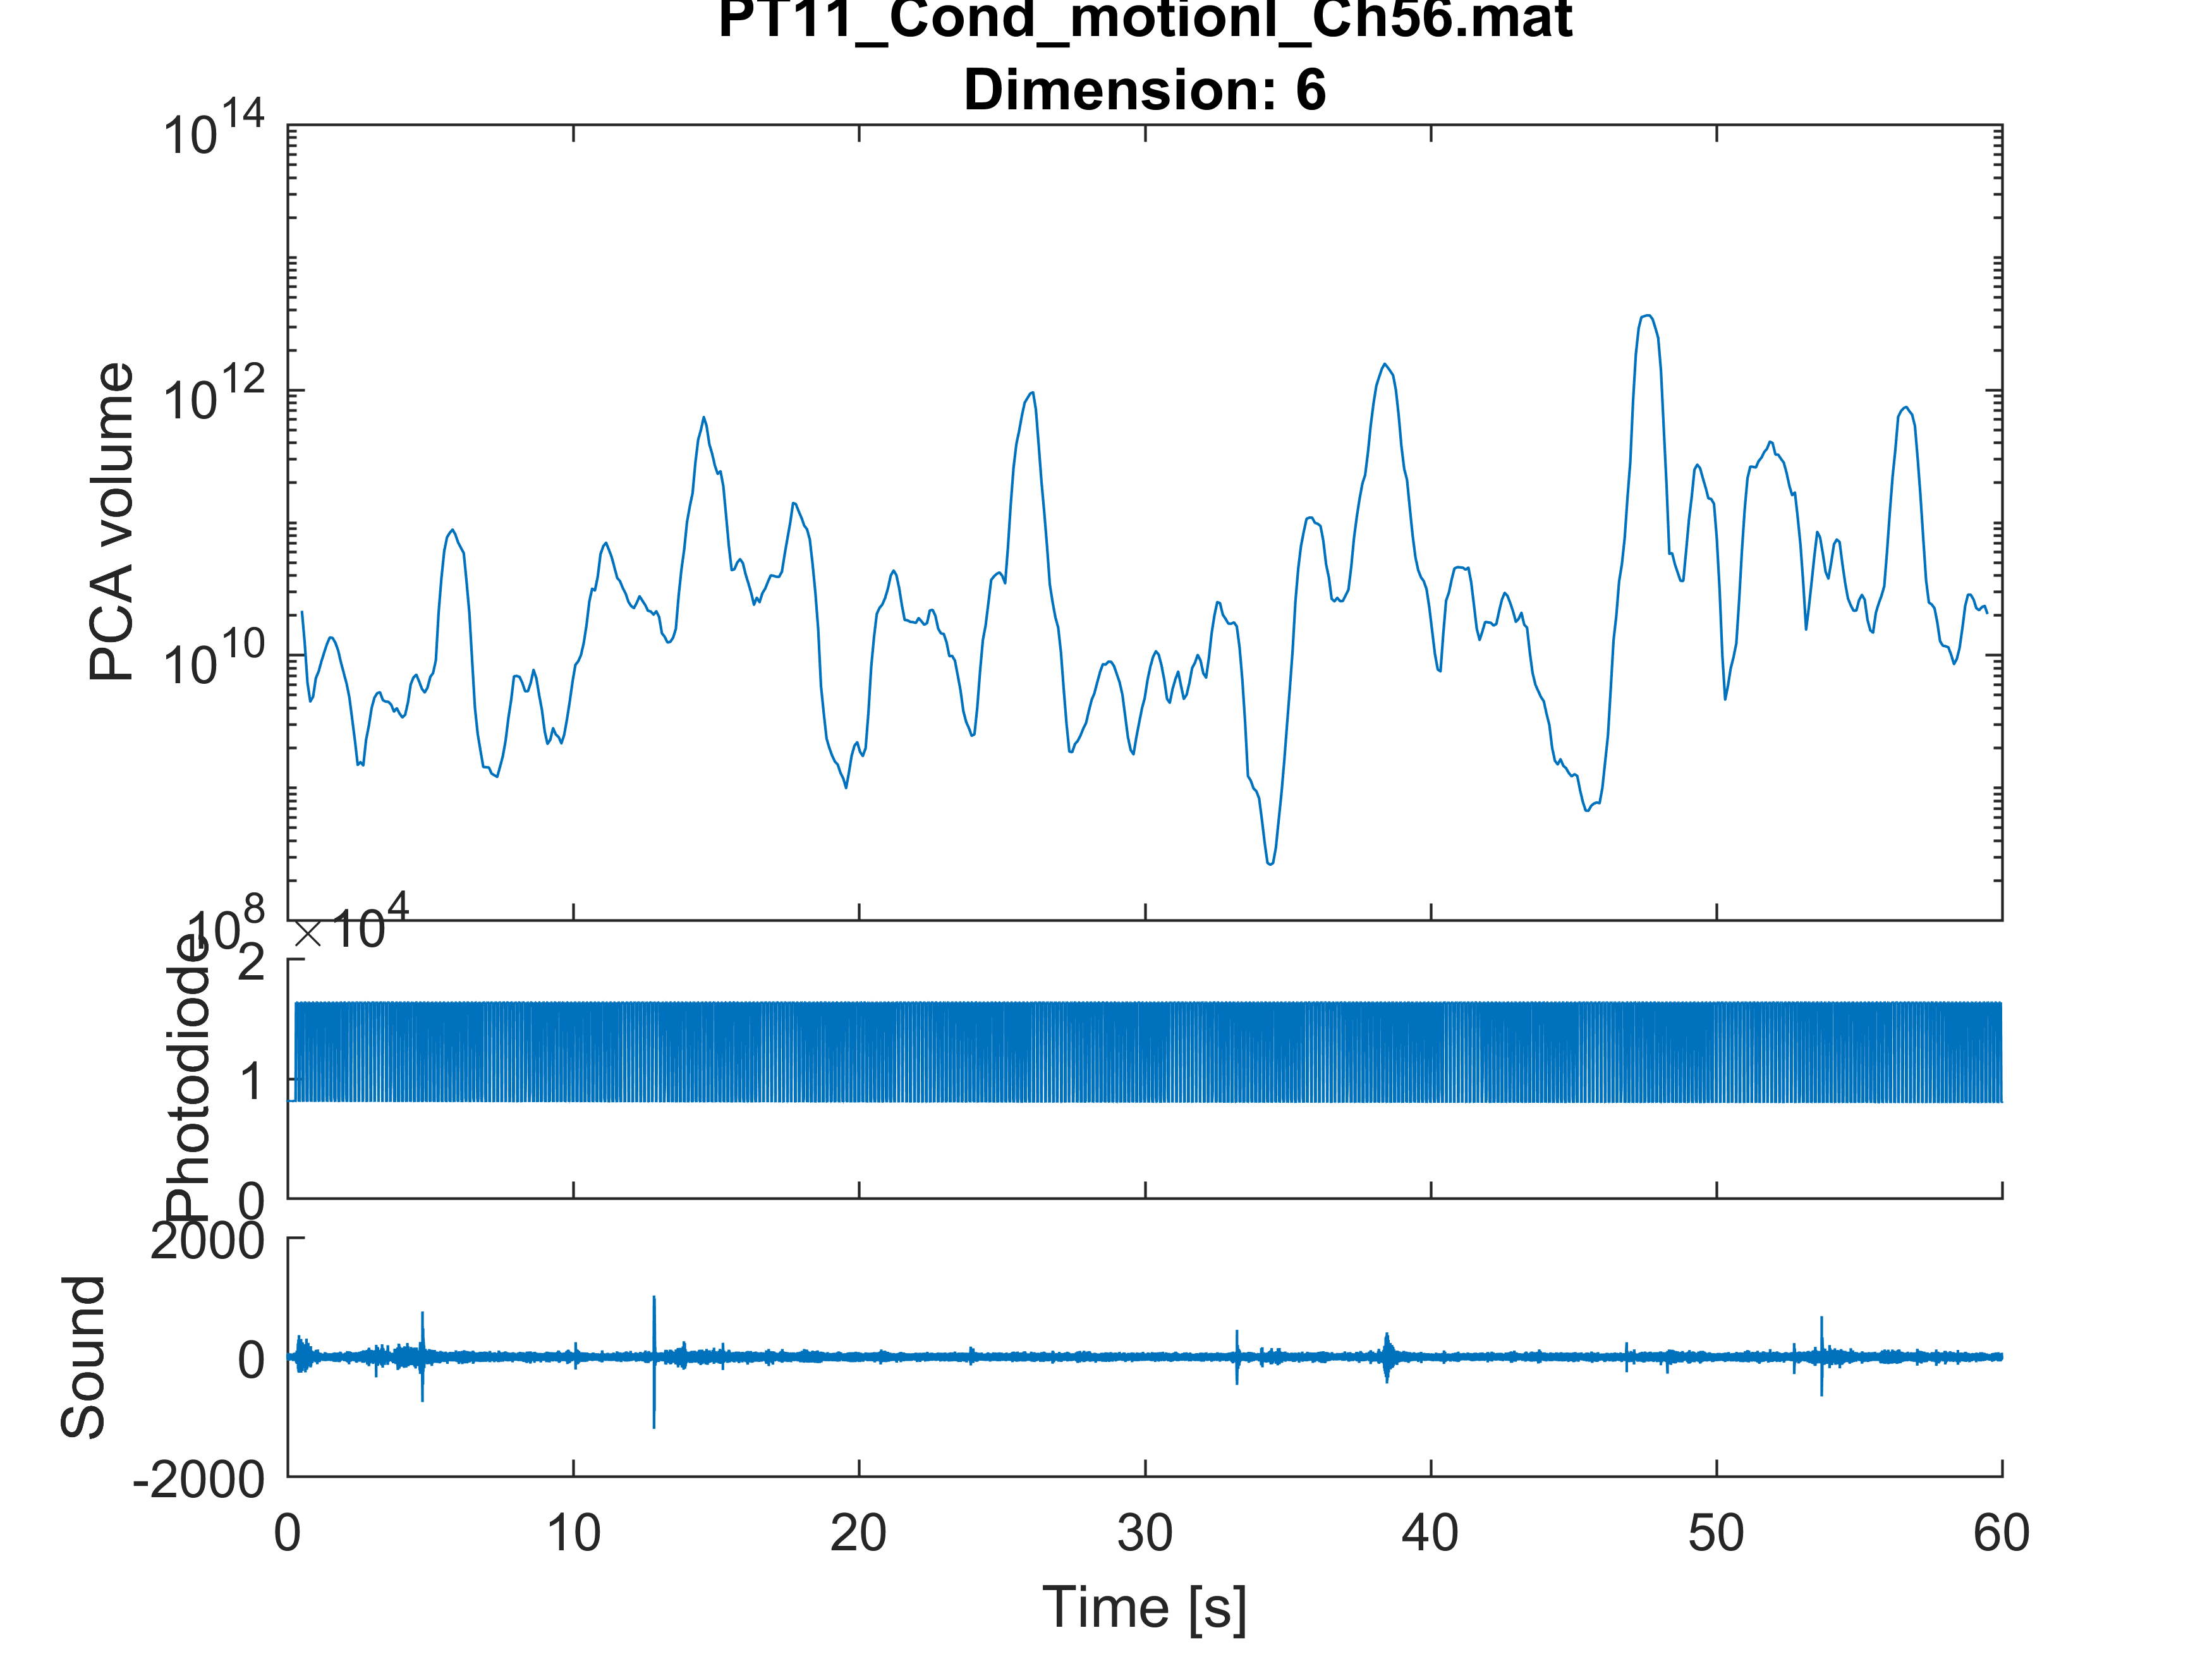 PT11_Cond_motionI_Ch56.mat
Dimension: 6
10^14
10^12
10^10
10^8
PCA volume
×10^4
2
1
0
Photodiode
2000
0
-2000
Sound
0 10 20 30 40 50 60
Time [s]